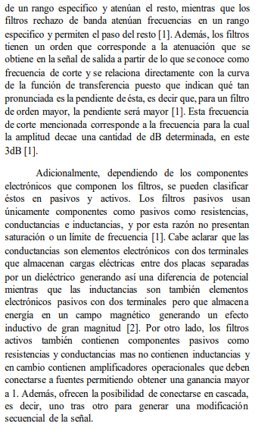 de un rango especifico y atenúan el resto, mientras que los
filtros rechazo de banda atenúan frecuencias en un rango
especifico y permiten el paso del resto [1]. Además, los filtros
tienen un orden que corresponde a la atenuación que se
obtiene en la señal de salida a partir de lo que se conoce como
frecuencia de corte y se relaciona directamente con la curva
de la función de transferencia puesto que indican qué tan
pronunciada es la pendiente de ésta, es decir que, para un filtro
de orden mayor, la pendiente será mayor [1]. Esta frecuencia
de corte mencionada corresponde a la frecuencia para la cual
la amplitud decae una cantidad de dB determinada, en este
3dB [1].
Adicionalmente, dependiendo de los componentes
electrónicos que componen los filtros, se pueden clasificar
éstos en pasivos y activos. Los filtros pasivos usan
únicamente componentes como pasivos como resistencias,
conductancias e inductancias, y por esta razón no presentan
saturación o un límite de frecuencia [1]. Cabe aclarar que las
conductancias son elementos electrónicos con dos terminales
que almacenan cargas eléctricas entre dos placas separadas
por un dieléctrico generando así una diferencia de potencial
mientras que las inductancias son también elementos
electrónicos pasivos con dos terminales pero que almacena
energía en un campo magnético generando un efecto
inductivo de gran magnitud [2]. Por otro lado, los filtros
activos también contienen componentes pasivos como
resistencias y conductancias mas no contienen inductancias y
en cambio contienen amplificadores operacionales que deben
conectarse a fuentes permitiendo obtener una ganancia mayor
a 1. Además, ofrecen la posibilidad de conectarse en cascada,
es decir, uno tras otro para generar una modificación
secuencial de la señal.